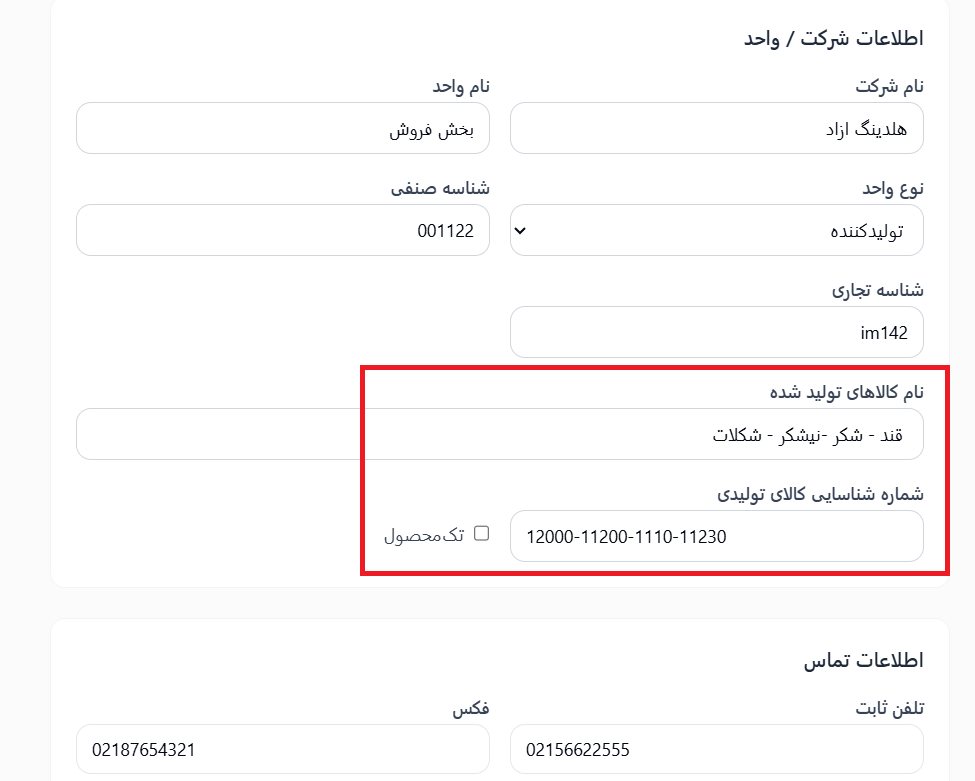 اطلاعات شرکت / واحد
نام شرکت
نام واحد
هلدینگ ازاد
بخش فروش
نوع واحد
شناسه صنفی
تولیدکننده
001122
شناسه تجاری
im142
نام کالاهای تولید شده
قند - شکر -نیشکر - شکلات
شماره شناسایی کالای تولیدی
12000-11200-1110-11230
تک‌محصول
اطلاعات تماس
تلفن ثابت
فکس
02156622555
02187654321